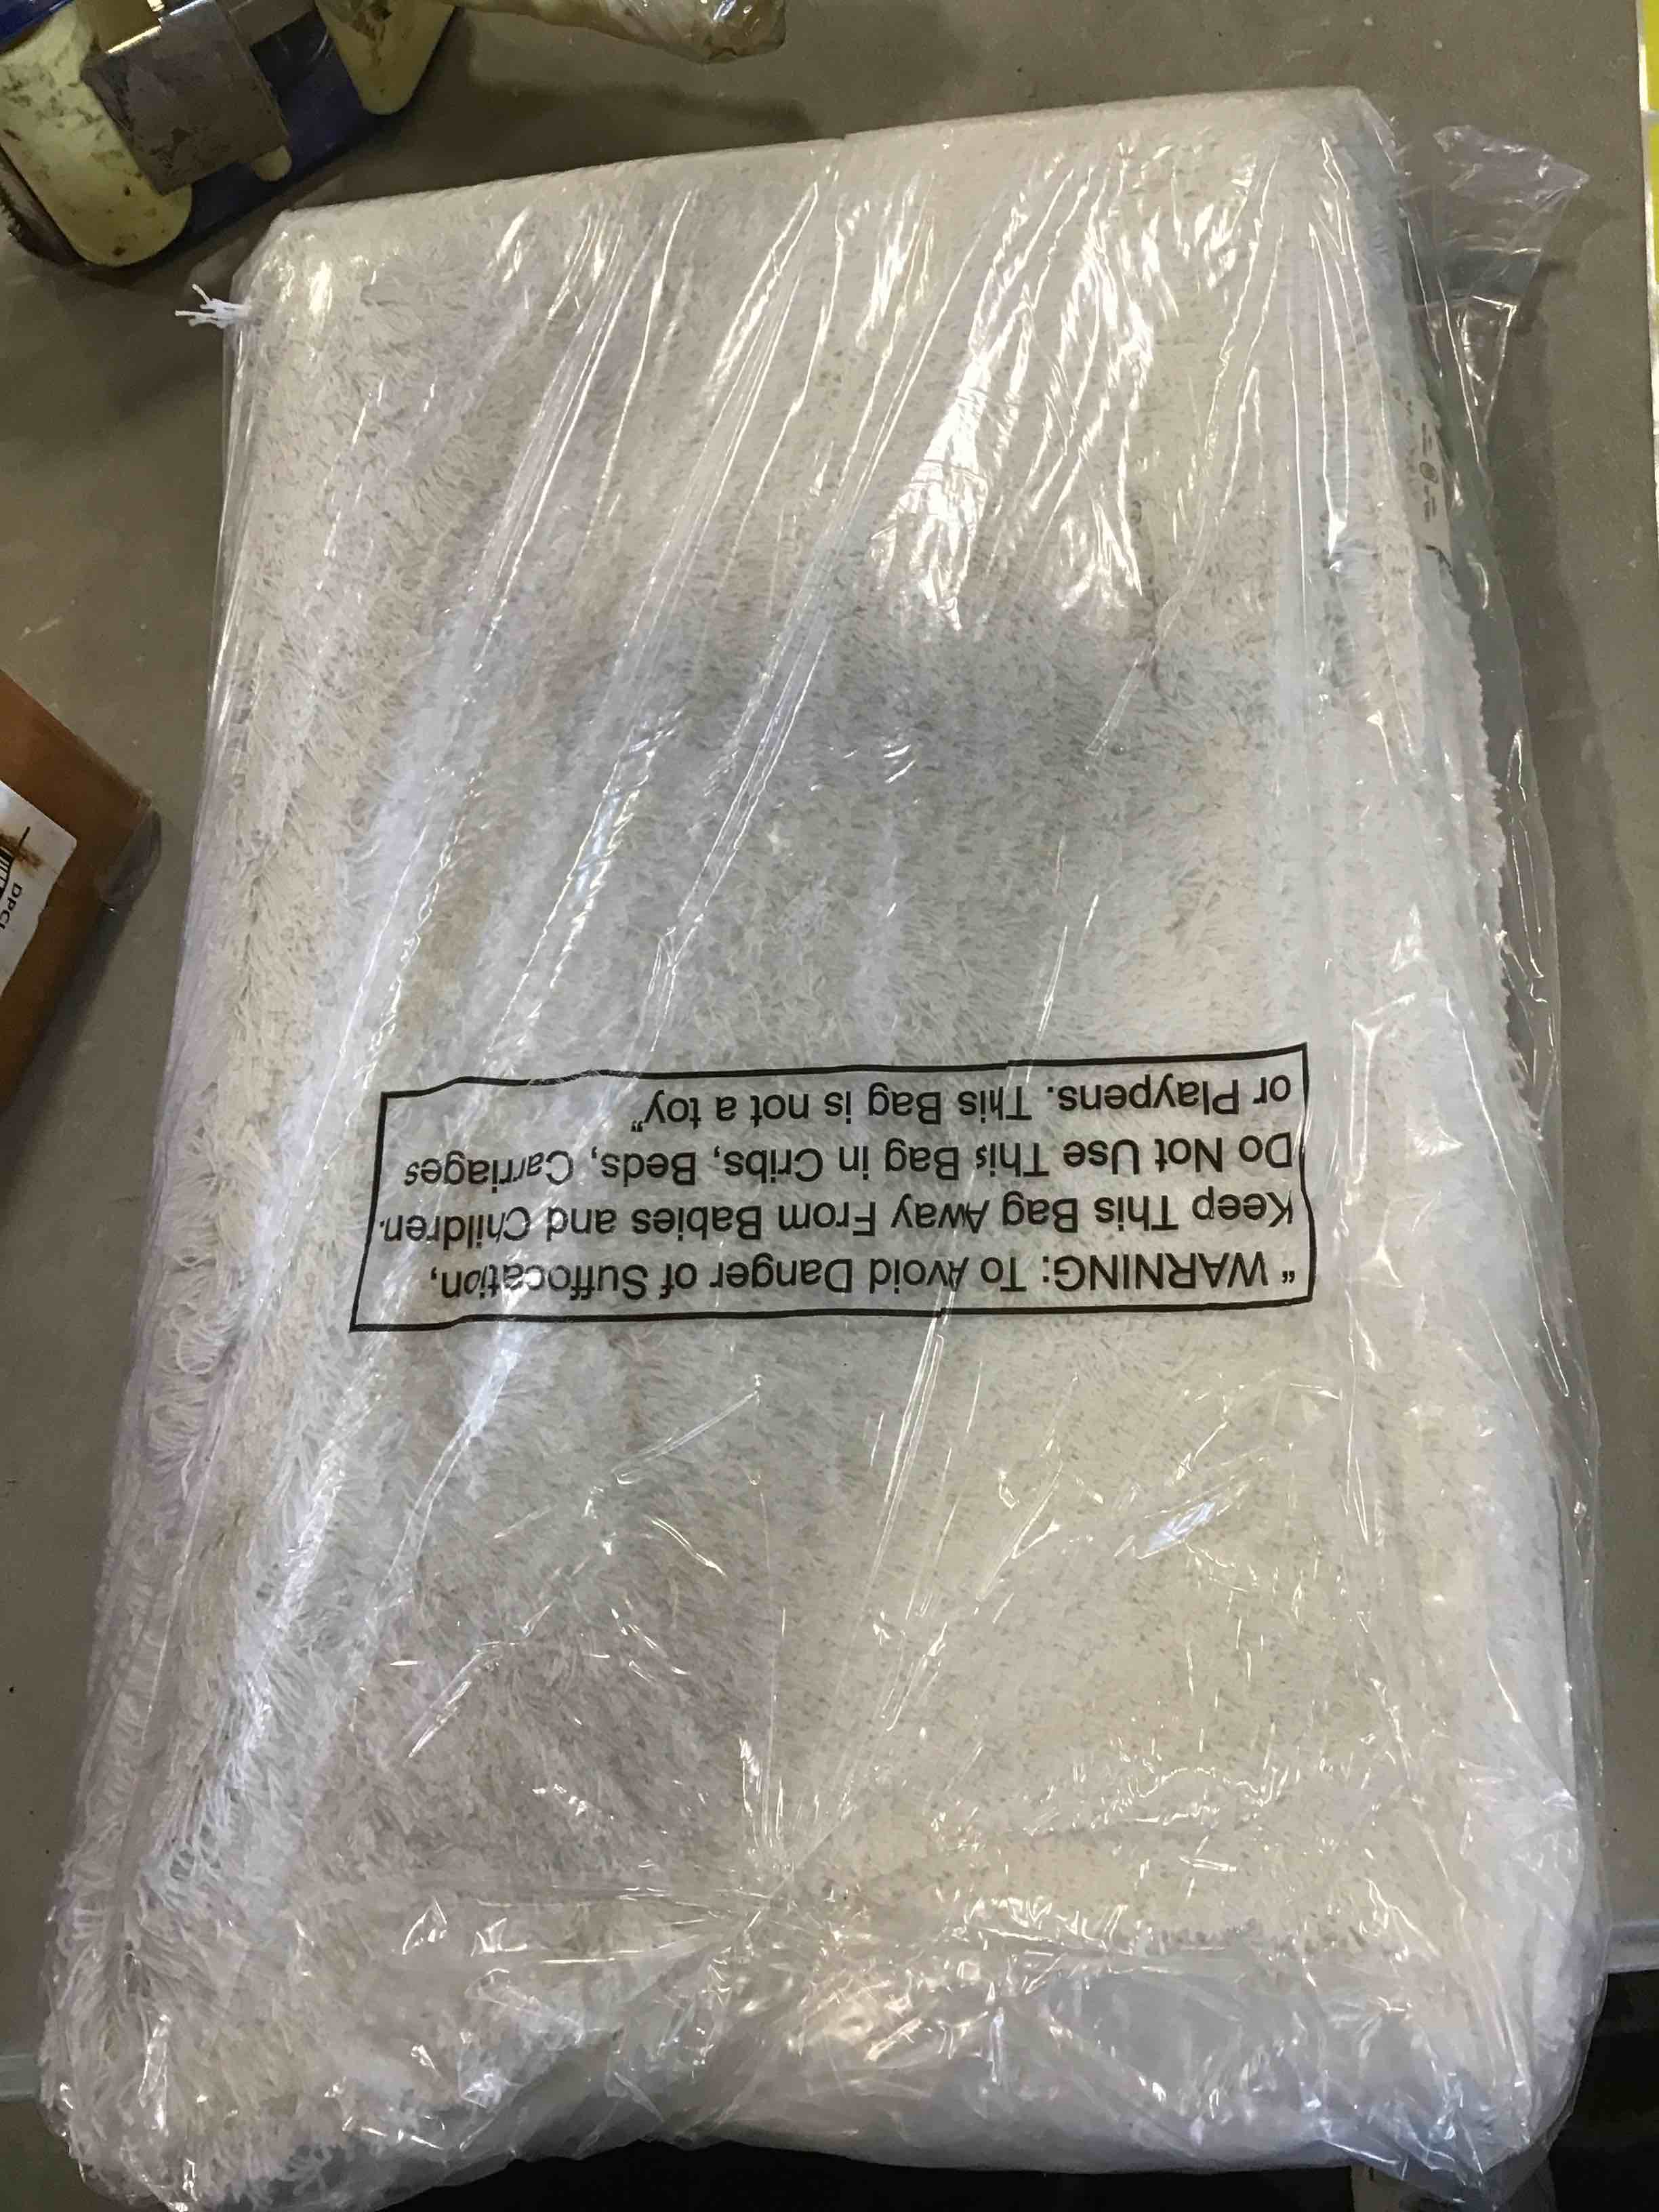 “ WARNING: To Avoid Danger of Suffocation,
Keep This Bag Away From Babies and Children.
Do Not Use This Bag in Cribs, Beds, Carriages
or Playpens. This Bag is not a toy”
DPCI